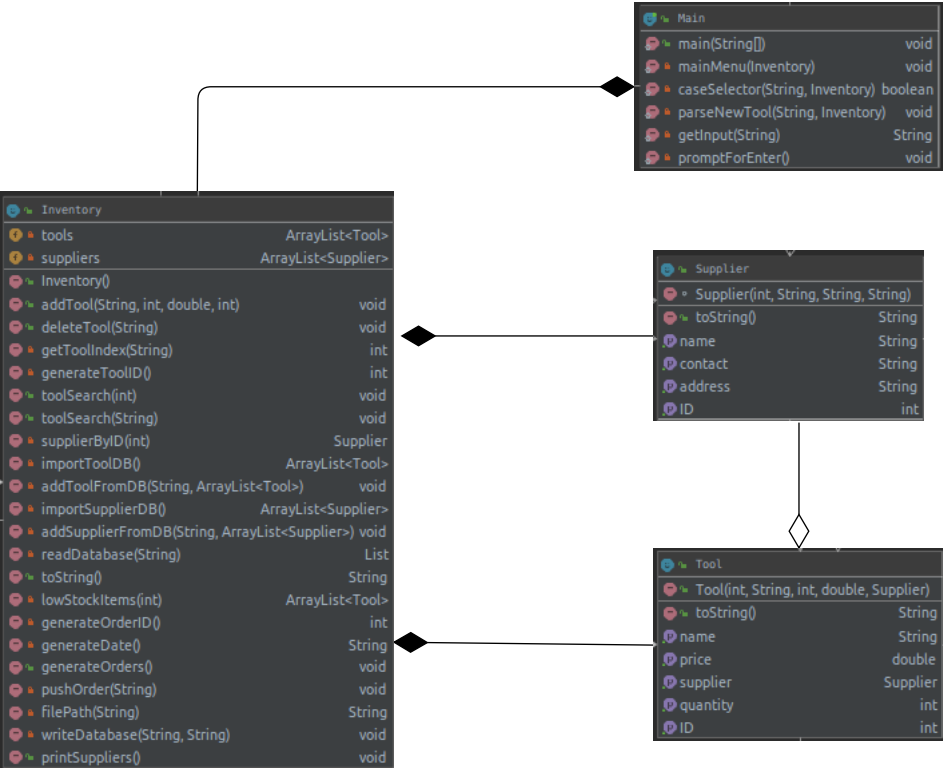 Main
main(String[]) void
mainMenu(Inventory) void
caseSelector(String, Inventory) boolean
parseNewTool(String, Inventory) void
getInput(String) String
promptForEnter() void
Inventory
tools ArrayList<Tool>
suppliers ArrayList<Supplier>
Inventory()
addTool(String, int, double, int) void
deleteTool(String) void
getToolIndex(String) int
generateToolID() int
toolSearch(int) void
toolSearch(String) void
supplierByID(int) Supplier
importToolDB() ArrayList<Tool>
addToolFromDB(String, ArrayList<Tool>) void
importSupplierDB() ArrayList<Supplier>
addSupplierFromDB(String, ArrayList<Supplier>) void
readDatabase(String) List
toString() String
lowStockItems(int) ArrayList<Tool>
generateOrderID() int
generateDate() String
generateOrders() void
pushOrder(String) void
filePath(String) String
writeDatabase(String, String) void
printSuppliers() void
Supplier
Supplier(int, String, String, String)
toString() String
name String
contact String
address String
ID int
Tool
Tool(int, String, int, double, Supplier)
toString() String
name String
price double
supplier Supplier
quantity int
ID int